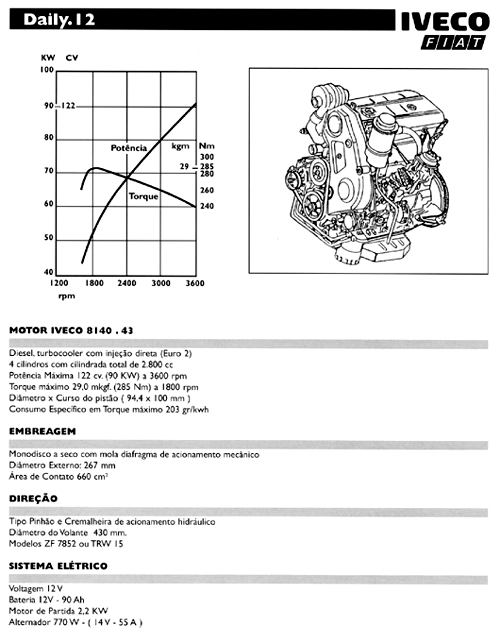 Daily.12
IVECO
FIAT
KW CV
100
90 122
80
70
60
50
40
Potência
Torque
kgm Nm
300
29 285
280
260
240
1200 1800 2400 3000 3600
rpm
MOTOR IVECO 8140 . 43
Diesel, turbocooler com injeção direta (Euro 2)
4 cilindros com cilindrada total de 2.800 cc
Potência Máxima 122 cv. (90 KW) a 3600 rpm
Torque máximo 29,0 mkgf. (285 Nm) a 1800 rpm
Diâmetro x Curso do pistão ( 94,4 x 100 mm )
Consumo Específico em Torque máximo 203 gr/kwh
EMBREAGEM
Monodisco a seco com mola diafragma de acionamento mecânico
Diâmetro Externo: 267 mm
Área de Contato 660 cm²
DIREÇÃO
Tipo Pinhão e Cremalheira de acionamento hidráulico
Diâmetro do Volante 430 mm.
Modelos ZF 7852 ou TRW 15
SISTEMA ELÉTRICO
Voltagem 12 V
Bateria 12V - 90 Ah
Motor de Partida 2,2 KW
Alternador 770 W - ( 14 V - 55 A )